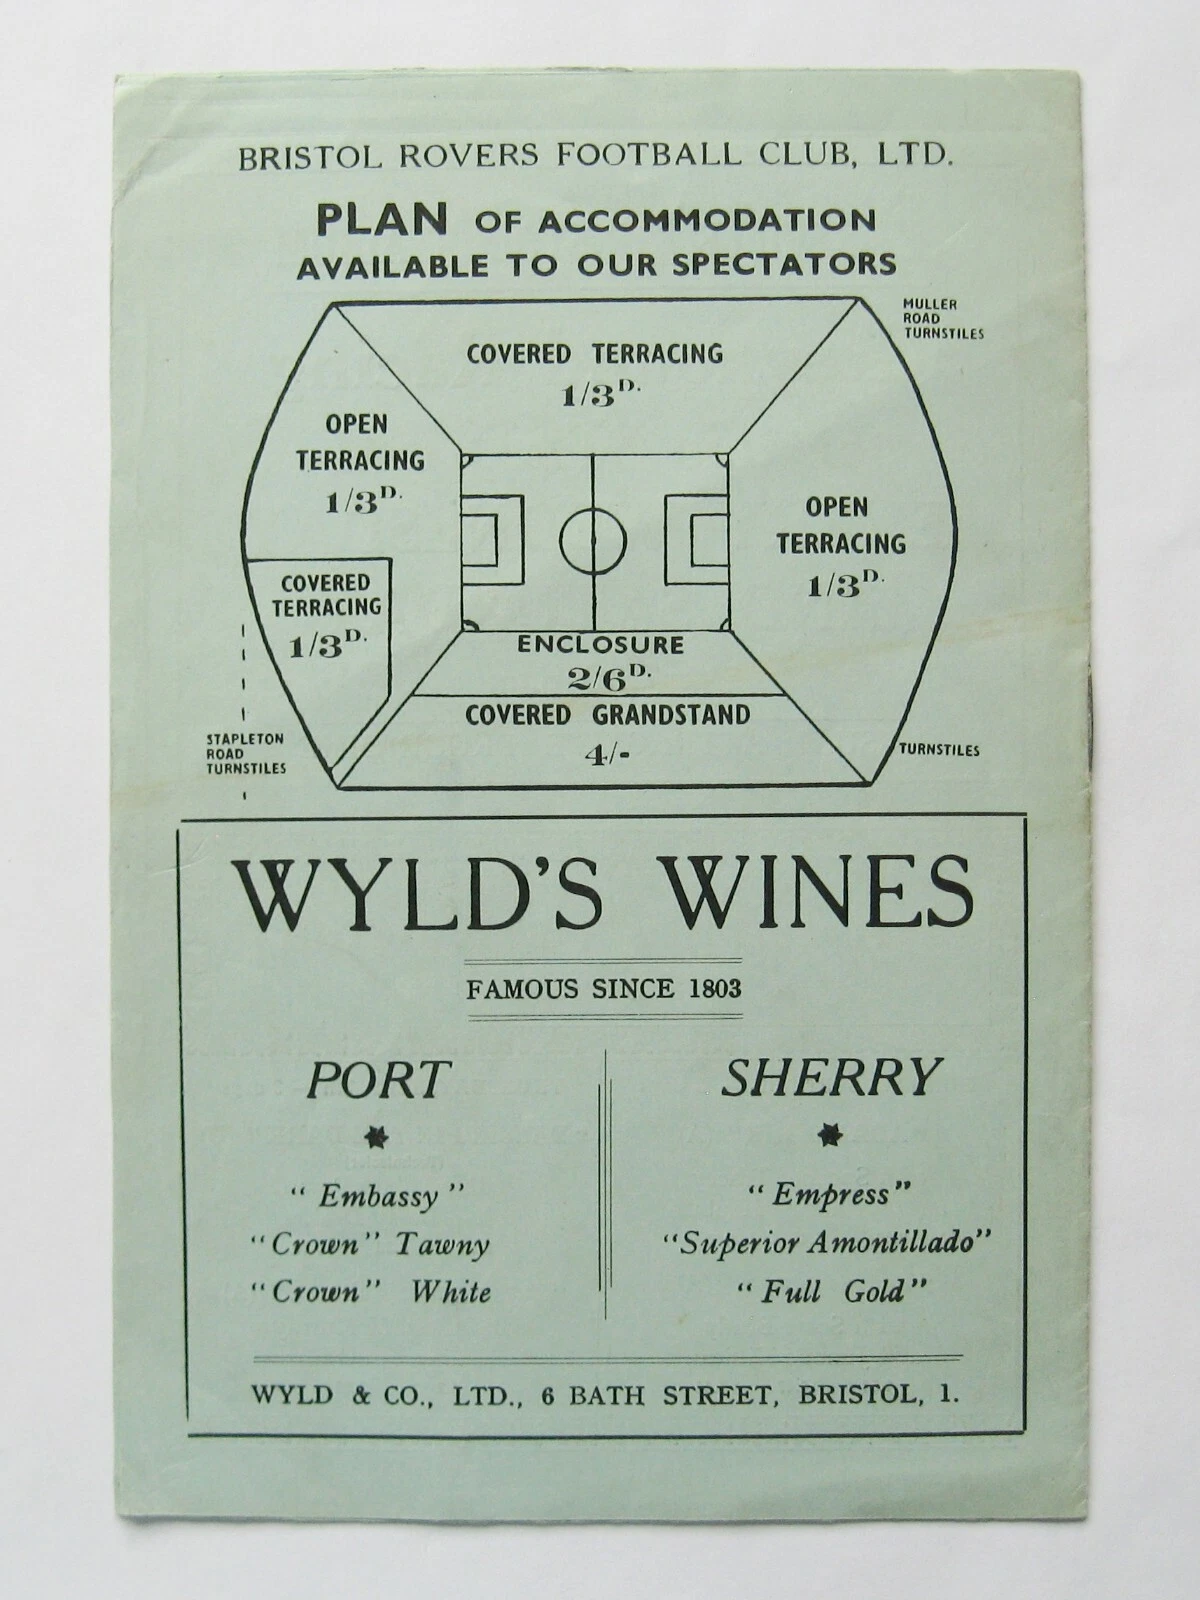 BRISTOL ROVERS FOOTBALL CLUB, LTD.
PLAN OF ACCOMMODATION
AVAILABLE TO OUR SPECTATORS
MULLER
ROAD
TURNSTILES
COVERED TERRACING
1/3D.
OPEN
TERRACING
1/3D.
OPEN
TERRACING
1/3D.
COVERED
TERRACING
1/3D.
ENCLOSURE
2/6D.
COVERED GRANDSTAND
4/-
STAPLETON
ROAD
TURNSTILES
TURNSTILES
WYLD'S WINES
FAMOUS SINCE 1803
PORT
"Embassy"
"Crown" Tawny
"Crown" White
SHERRY
"Empress"
"Superior Amontillado"
"Full Gold"
WYLD & CO., LTD., 6 BATH STREET, BRISTOL, 1.